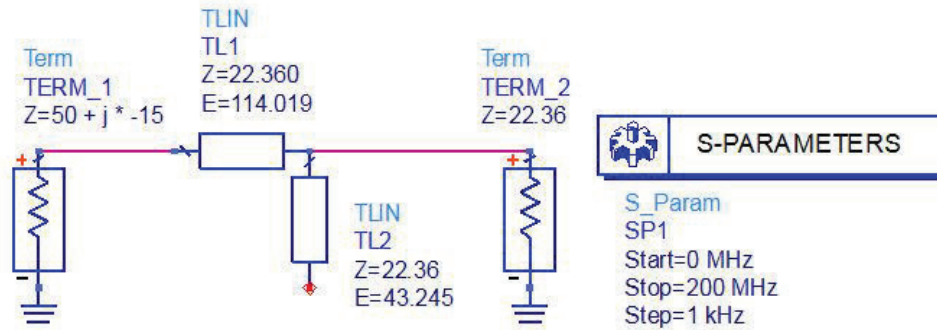 TLIN
TL1
Z=22.360
E=114.019
Term
TERM_1
Z=50 + j * -15
Term
TERM_2
Z=22.36
+
-
TLIN
TL2
Z=22.36
E=43.245
+
-
S-PARAMETERS
S_Param
SP1
Start=0 MHz
Stop=200 MHz
Step=1 kHz